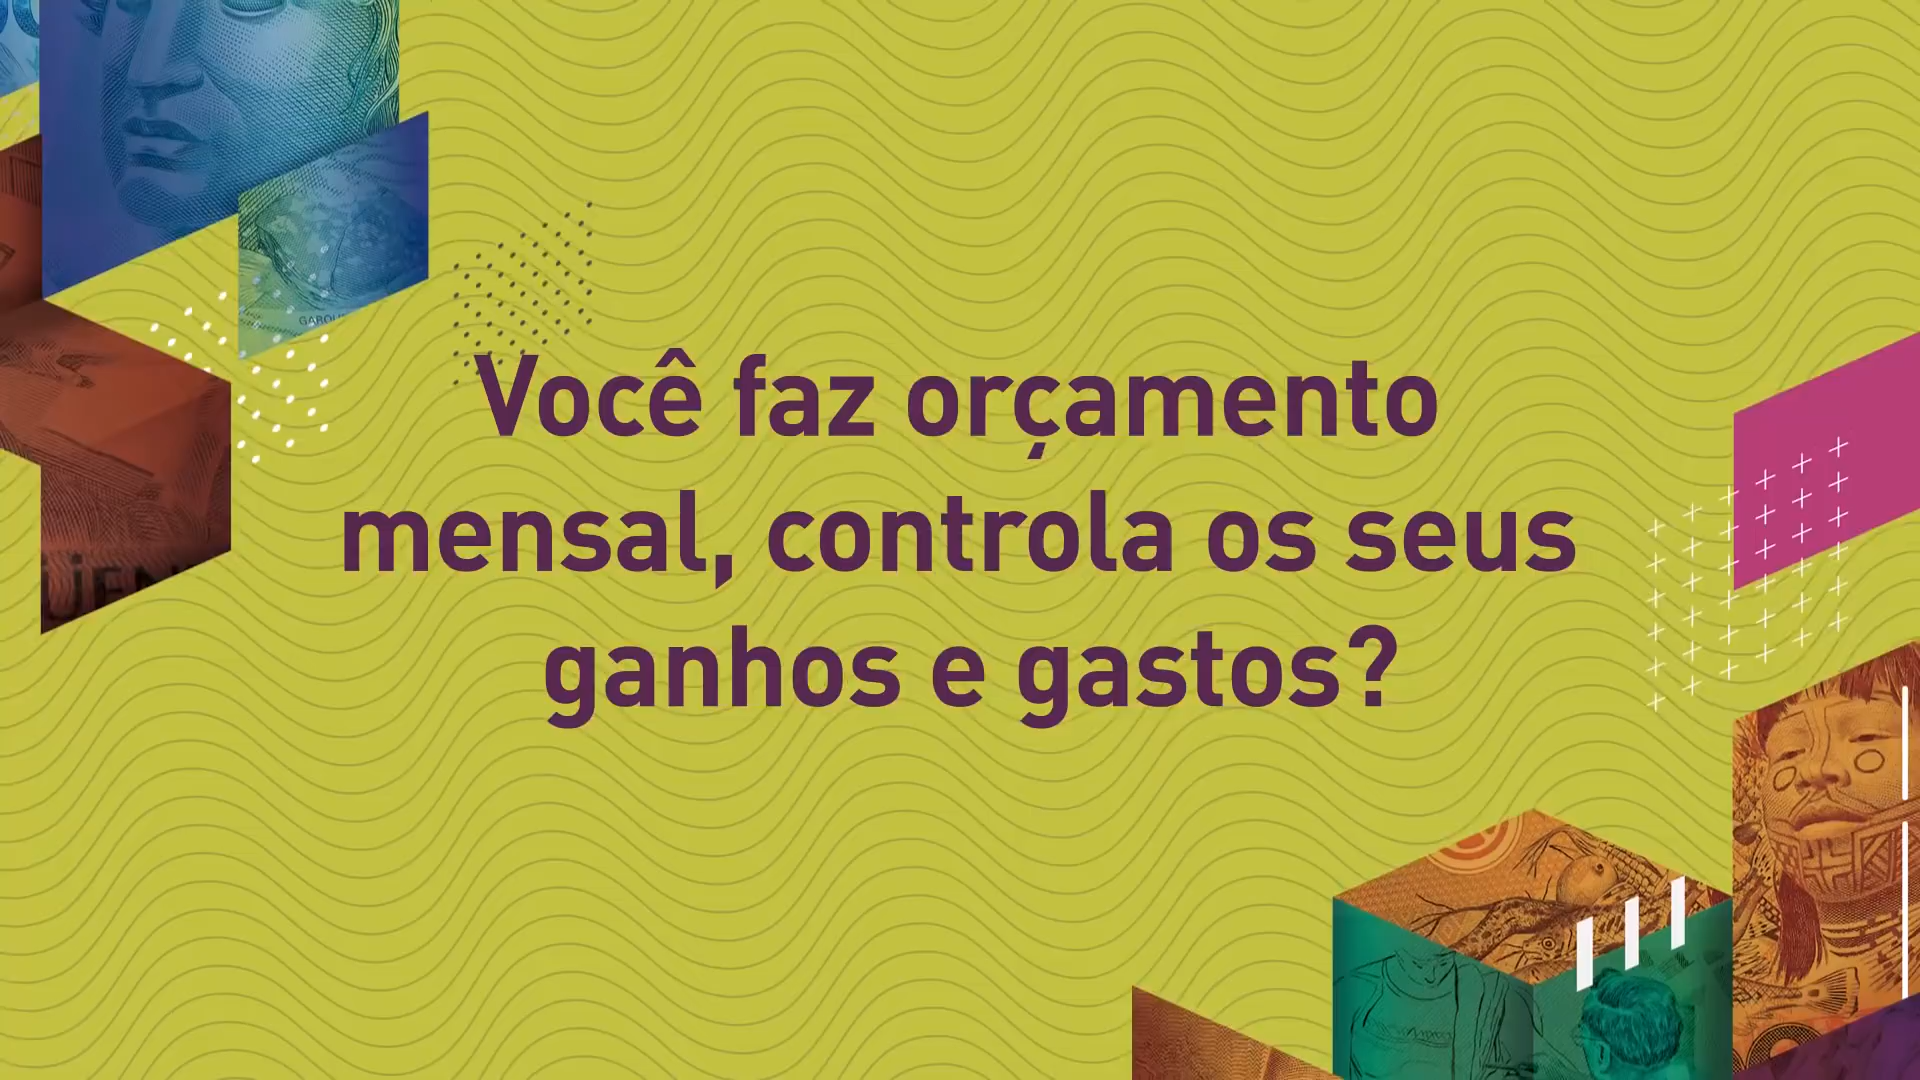 Você faz orçamento
mensal, controla os seus
ganhos e gastos?